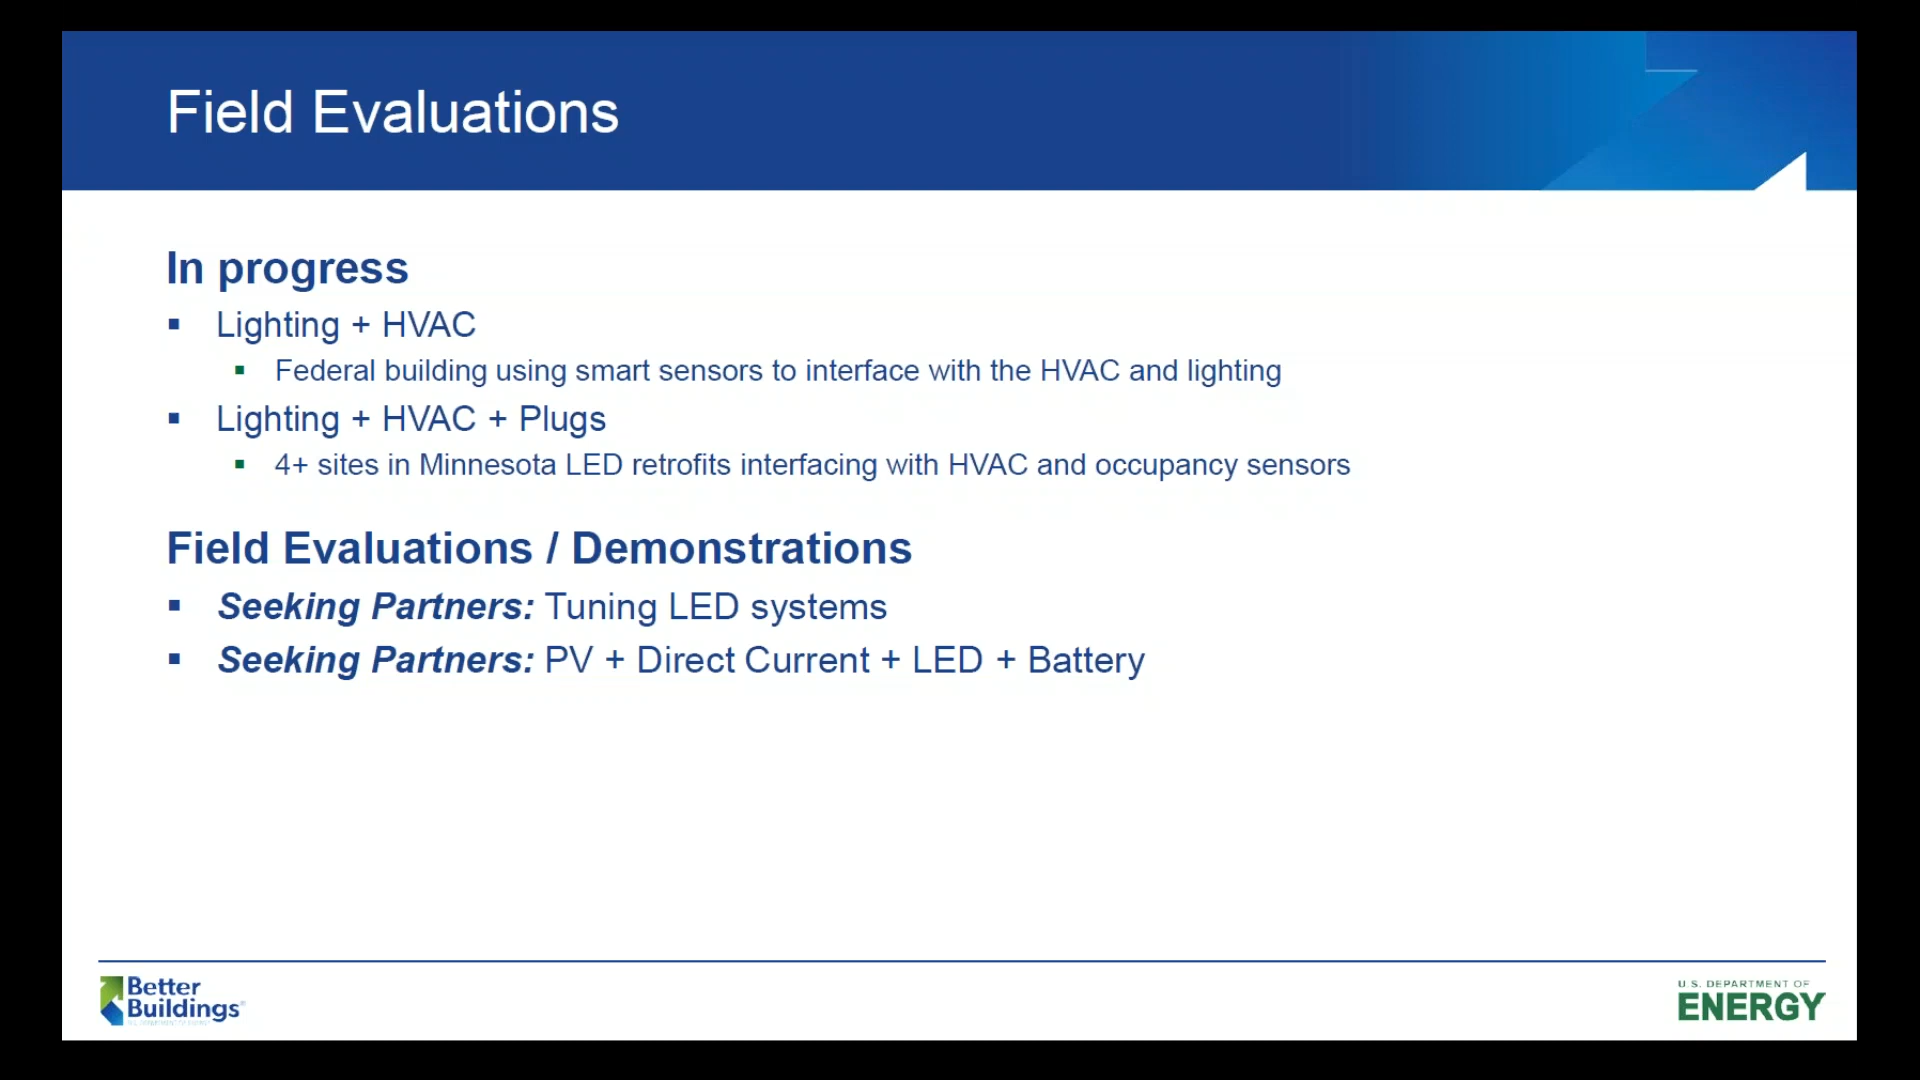 Field Evaluations
In progress
▪ Lighting + HVAC
▪ Federal building using smart sensors to interface with the HVAC and lighting
▪ Lighting + HVAC + Plugs
▪ 4+ sites in Minnesota LED retrofits interfacing with HVAC and occupancy sensors
Field Evaluations / Demonstrations
▪ Seeking Partners: Tuning LED systems
▪ Seeking Partners: PV + Direct Current + LED + Battery
Better
Buildings®
U.S. DEPARTMENT OF
ENERGY